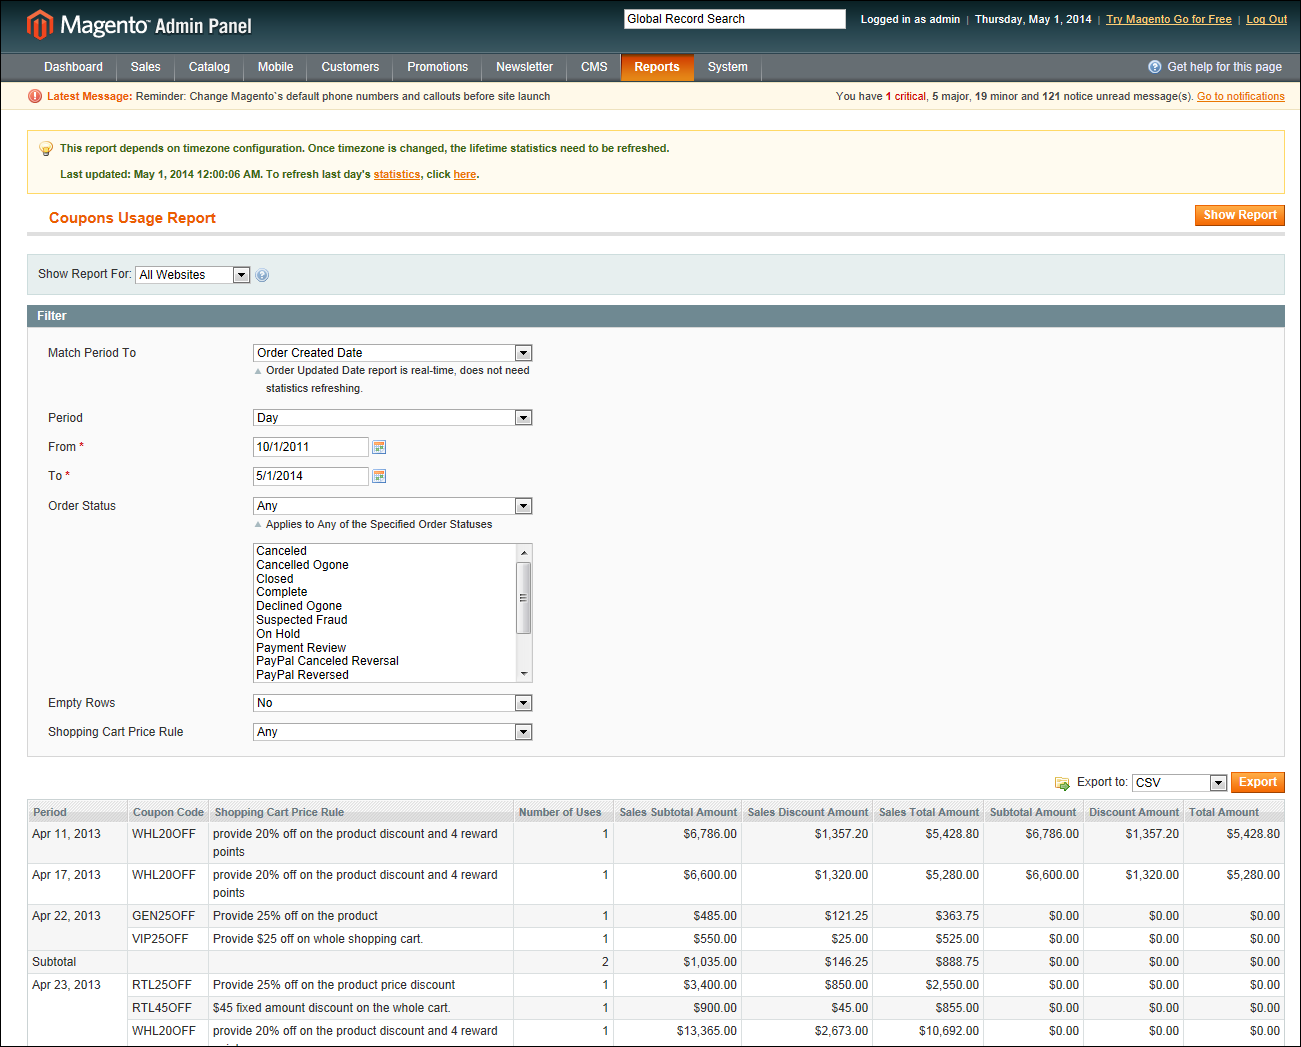 Magento™ Admin Panel
Global Record Search
Logged in as admin | Thursday, May 1, 2014 | Try Magento Go for Free | Log Out
Dashboard Sales Catalog Mobile Customers Promotions Newsletter CMS Reports System Get help for this page
Latest Message: Reminder: Change Magento`s default phone numbers and callouts before site launch You have 1 critical, 5 major, 19 minor and 121 notice unread message(s). Go to notifications
This report depends on timezone configuration. Once timezone is changed, the lifetime statistics need to be refreshed.
Last updated: May 1, 2014 12:00:06 AM. To refresh last day's statistics, click here.
Coupons Usage Report Show Report
Show Report For: All Websites
Filter
Match Period To Order Created Date
Order Updated Date report is real-time, does not need
statistics refreshing.
Period Day
From * 10/1/2011
To * 5/1/2014
Order Status Any
Applies to Any of the Specified Order Statuses
Canceled
Cancelled Ogone
Closed
Complete
Declined Ogone
Suspected Fraud
On Hold
Payment Review
PayPal Canceled Reversal
PayPal Reversed
Empty Rows No
Shopping Cart Price Rule Any
Export to: CSV Export
Period Coupon Code Shopping Cart Price Rule Number of Uses Sales Subtotal Amount Sales Discount Amount Sales Total Amount Subtotal Amount Discount Amount Total Amount
Apr 11, 2013 WHL20OFF provide 20% off on the product discount and 4 reward 1 $6,786.00 $1,357.20 $5,428.80 $6,786.00 $1,357.20 $5,428.80
points
Apr 17, 2013 WHL20OFF provide 20% off on the product discount and 4 reward 1 $6,600.00 $1,320.00 $5,280.00 $6,600.00 $1,320.00 $5,280.00
points
Apr 22, 2013 GEN25OFF Provide 25% off on the product 1 $485.00 $121.25 $363.75 $0.00 $0.00 $0.00
VIP25OFF Provide $25 off on whole shopping cart. 1 $550.00 $25.00 $525.00 $0.00 $0.00 $0.00
Subtotal 2 $1,035.00 $146.25 $888.75 $0.00 $0.00 $0.00
Apr 23, 2013 RTL25OFF Provide 25% off on the product price discount 1 $3,400.00 $850.00 $2,550.00 $0.00 $0.00 $0.00
RTL45OFF $45 fixed amount discount on the whole cart. 1 $900.00 $45.00 $855.00 $0.00 $0.00 $0.00
WHL20OFF provide 20% off on the product discount and 4 reward 1 $13,365.00 $2,673.00 $10,692.00 $0.00 $0.00 $0.00